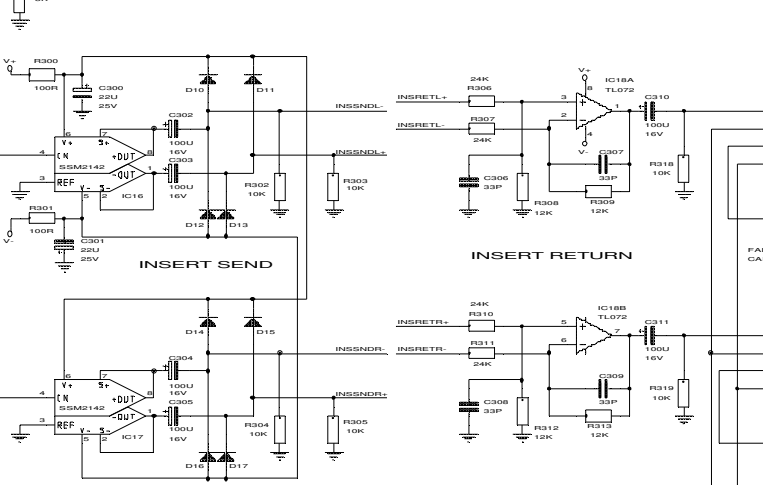 V+
R300
100R
C300
22U
25V
D10
D11
INSSNDL-
C302
100U
16V
C303
100U
16V
6
7
V+
S+
4
IN
+OUT
8
SSM2142
-OUT
1
3
REF
V-
S-
5
2
IC16
INSSNDL+
R302
10K
R303
10K
R301
100R
V-
C301
22U
25V
D12
D13
INSERT SEND
24K
R306
INSRETL+
INSRETL-
R307
24K
V+
8
IC18A
TL072
3
2
1
4
V-
C310
100U
16V
C307
33P
C306
33P
R308
12K
R309
12K
R318
10K
INSERT RETURN
D14
D15
INSSNDR-
C304
100U
16V
C305
100U
16V
6
7
V+
S+
4
IN
+OUT
8
SSM2142
-OUT
1
3
REF
V-
S-
5
2
IC17
INSSNDR+
R304
10K
R305
10K
D16
D17
24K
R310
INSRETR+
INSRETR-
R311
24K
IC18B
TL072
5
6
7
C311
100U
16V
C309
33P
C308
33P
R312
12K
R313
12K
R319
10K